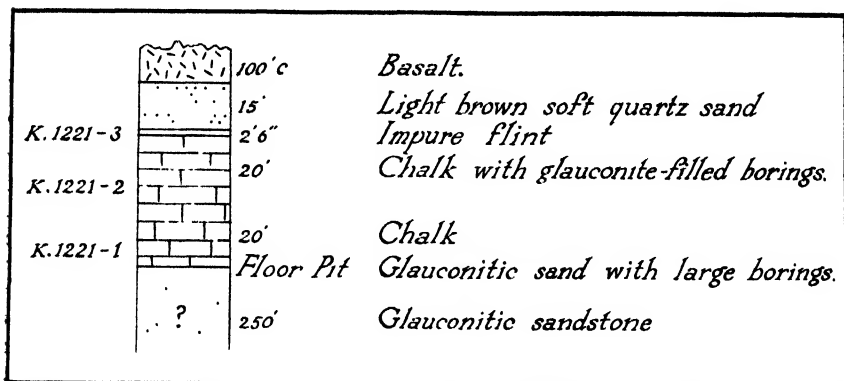 100'c Basalt.
15' Light brown soft quartz sand
K.1221-3 2'6" Impure flint
20' Chalk with glauconite-filled borings.
K.1221-2
20' Chalk
K.1221-1
Floor Pit Glauconitic sand with large borings.
? 250' Glauconitic sandstone